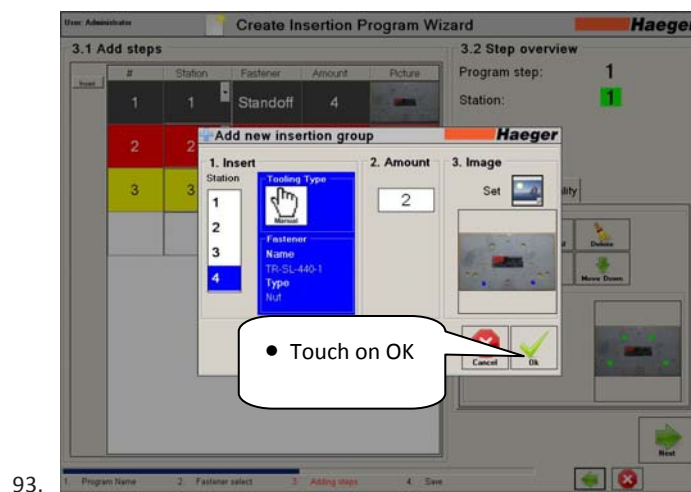 User: Administrator
Create Insertion Program Wizard
Haeger
3.1 Add steps
3.2 Step overview
Insert
# Station Fastener Amount Picture
Program step: 1
1 1 Standoff 4
Station: 1
2 2
3 3
Add new insertion group
Haeger
1. Insert
2. Amount
3. Image
Station
Tooling Type
Set
1
2
3
4
Manual
2
Fastener
Name
TR-SL-440-1
Type
Nut
ality
d
Delete
Move Down
Cancel
Ok
• Touch on OK
Next
1. Program Name 2. Fastener select 3. Adding steps 4. Save
93.